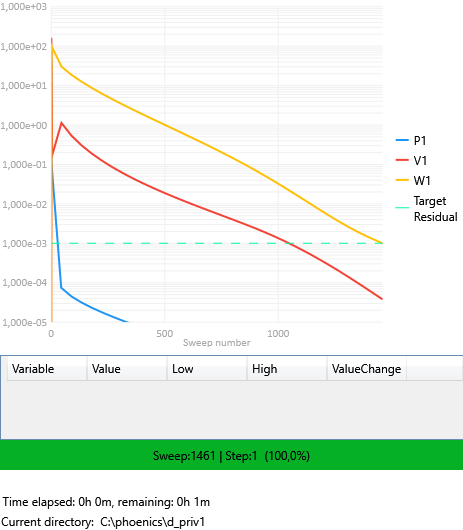 1,000e+03
1,000e+02
1,000e+01
1,000e+00
1,000e-01
1,000e-02
1,000e-03
1,000e-04
1,000e-05
0 500 1000
Sweep number
P1
V1
W1
Target
Residual
Variable Value Low High ValueChange
Sweep:1461 | Step:1 (100,0%)
Time elapsed: 0h 0m, remaining: 0h 1m
Current directory: C:\phoenics\d_priv1